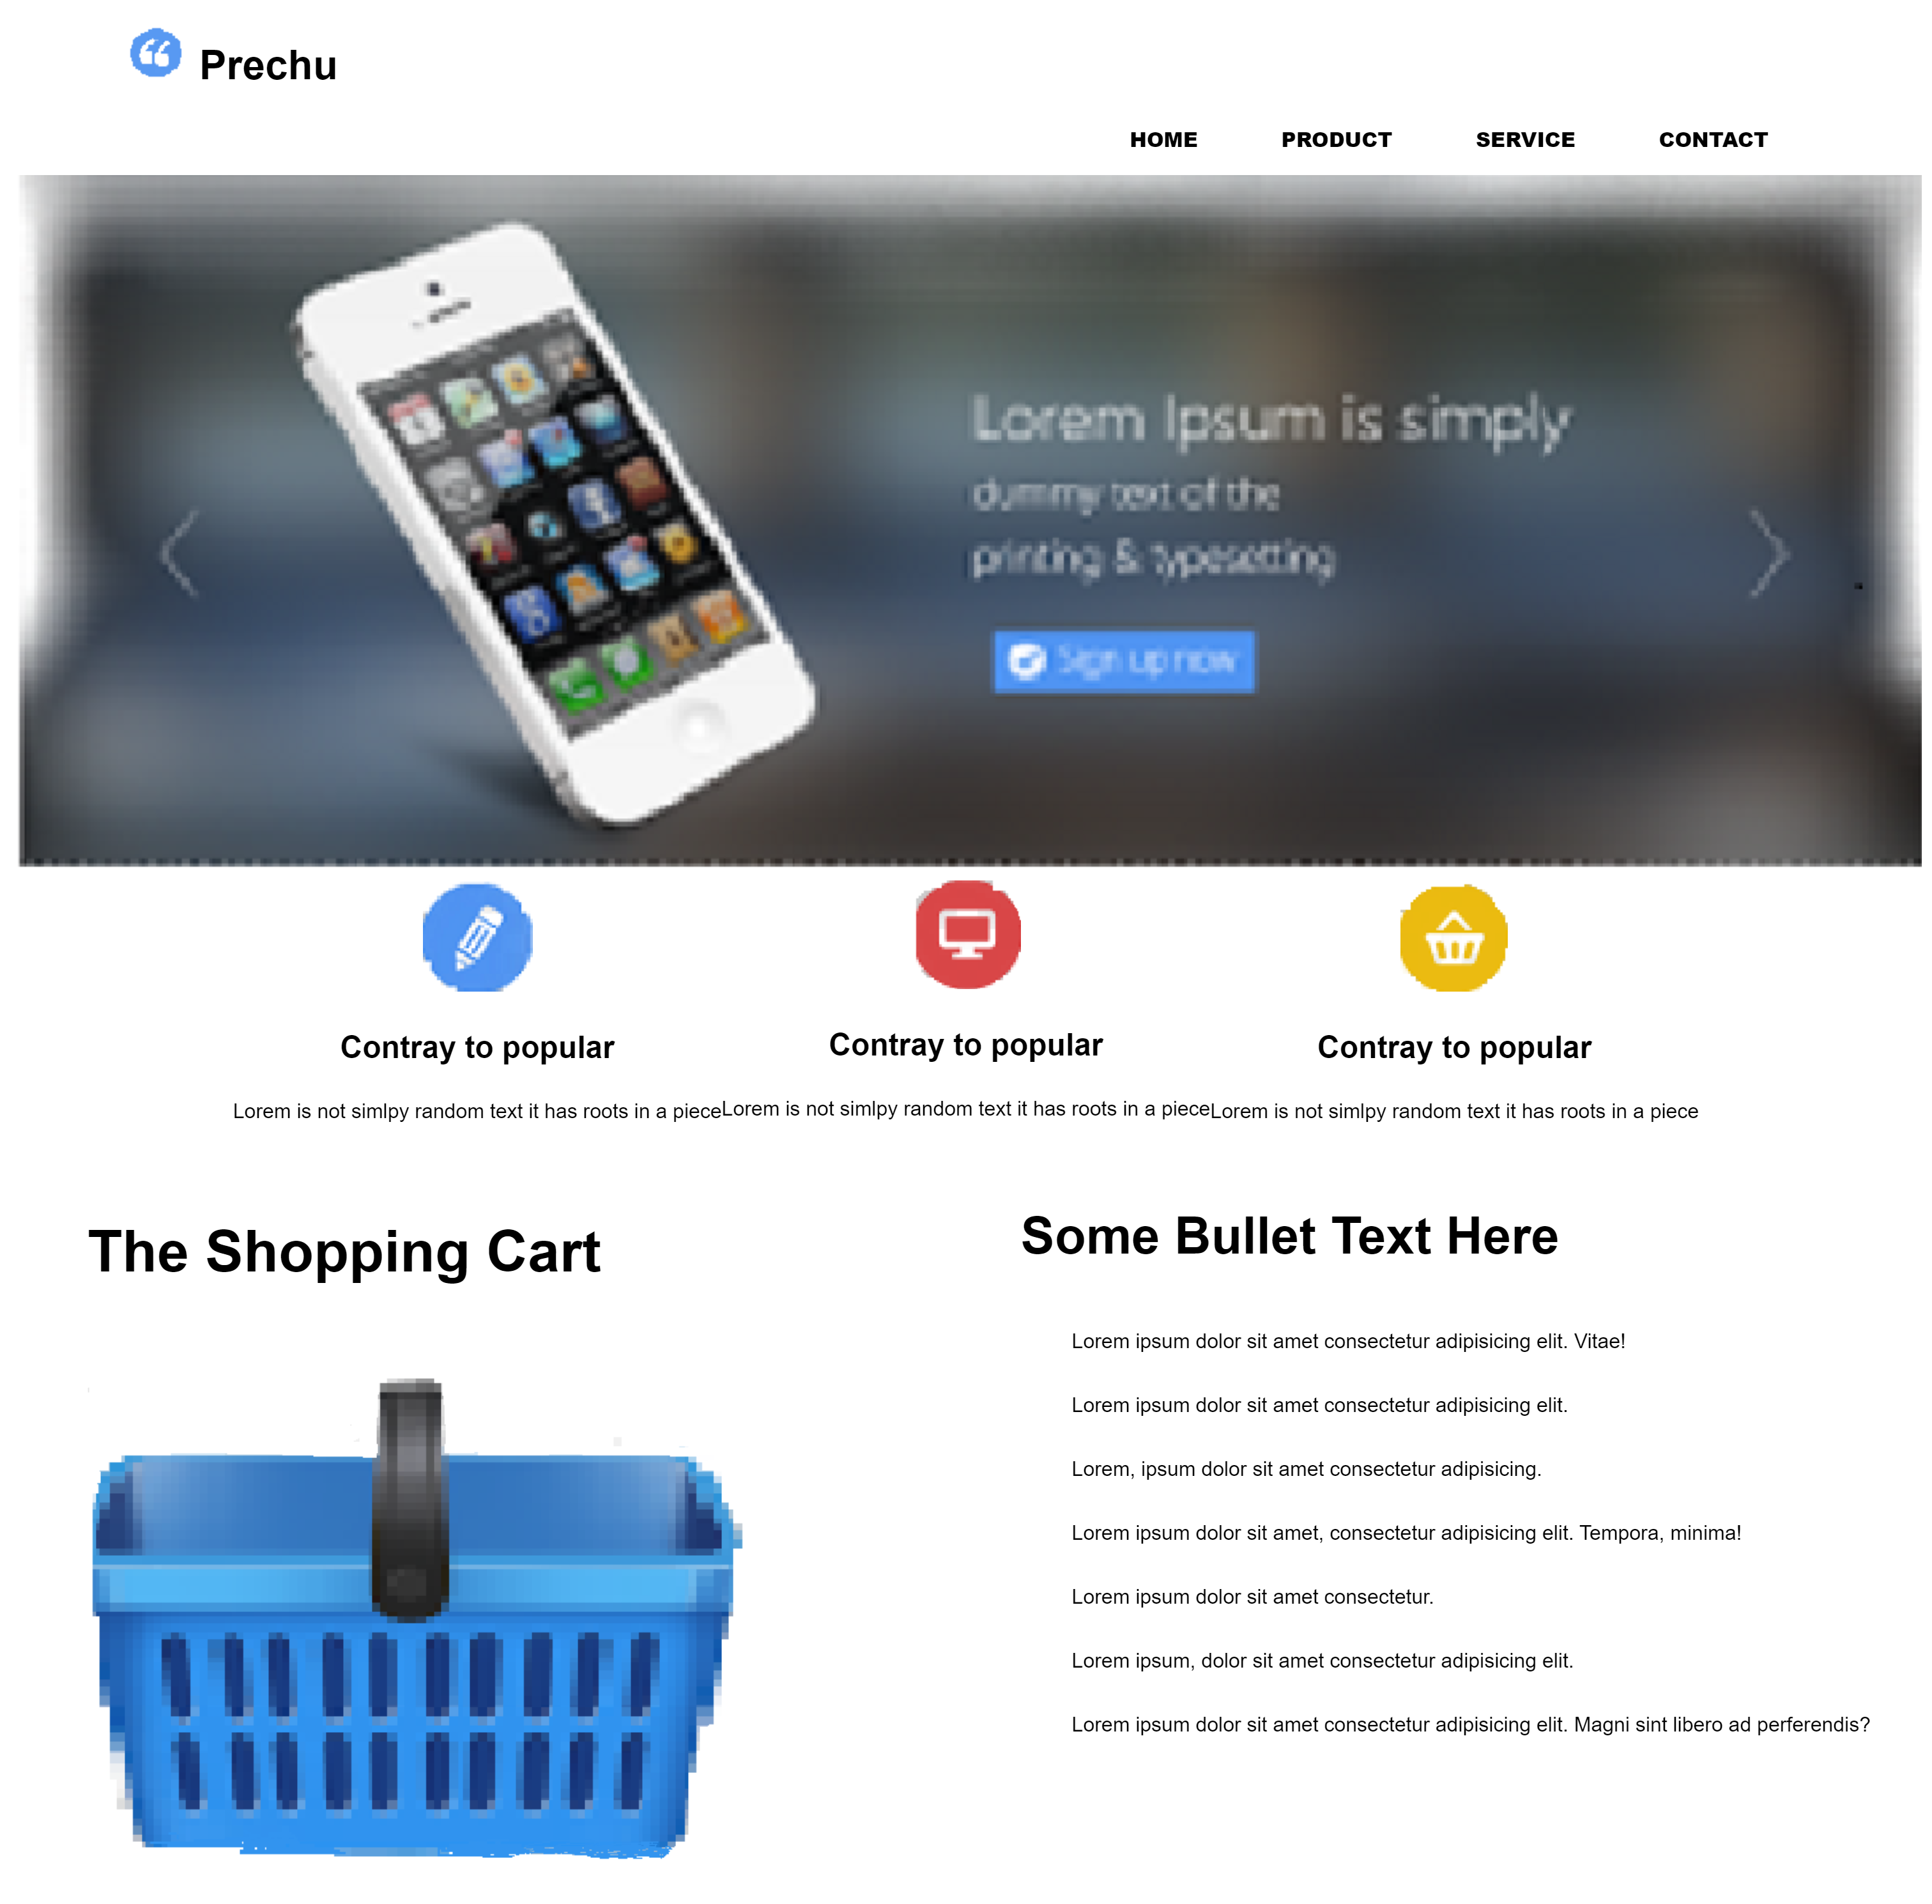 Prechu
HOME PRODUCT SERVICE CONTACT
Lorem Ipsum is simply
dummy text of the
printing & typesetting
Sign up now
Contray to popular
Lorem is not simlpy random text it has roots in a piece
Contray to popular
Lorem is not simlpy random text it has roots in a piece
Contray to popular
Lorem is not simlpy random text it has roots in a piece
The Shopping Cart
Some Bullet Text Here
Lorem ipsum dolor sit amet consectetur adipisicing elit. Vitae!
Lorem ipsum dolor sit amet consectetur adipisicing elit.
Lorem, ipsum dolor sit amet consectetur adipisicing.
Lorem ipsum dolor sit amet, consectetur adipisicing elit. Tempora, minima!
Lorem ipsum dolor sit amet consectetur.
Lorem ipsum, dolor sit amet consectetur adipisicing elit.
Lorem ipsum dolor sit amet consectetur adipisicing elit. Magni sint libero ad perferendis?